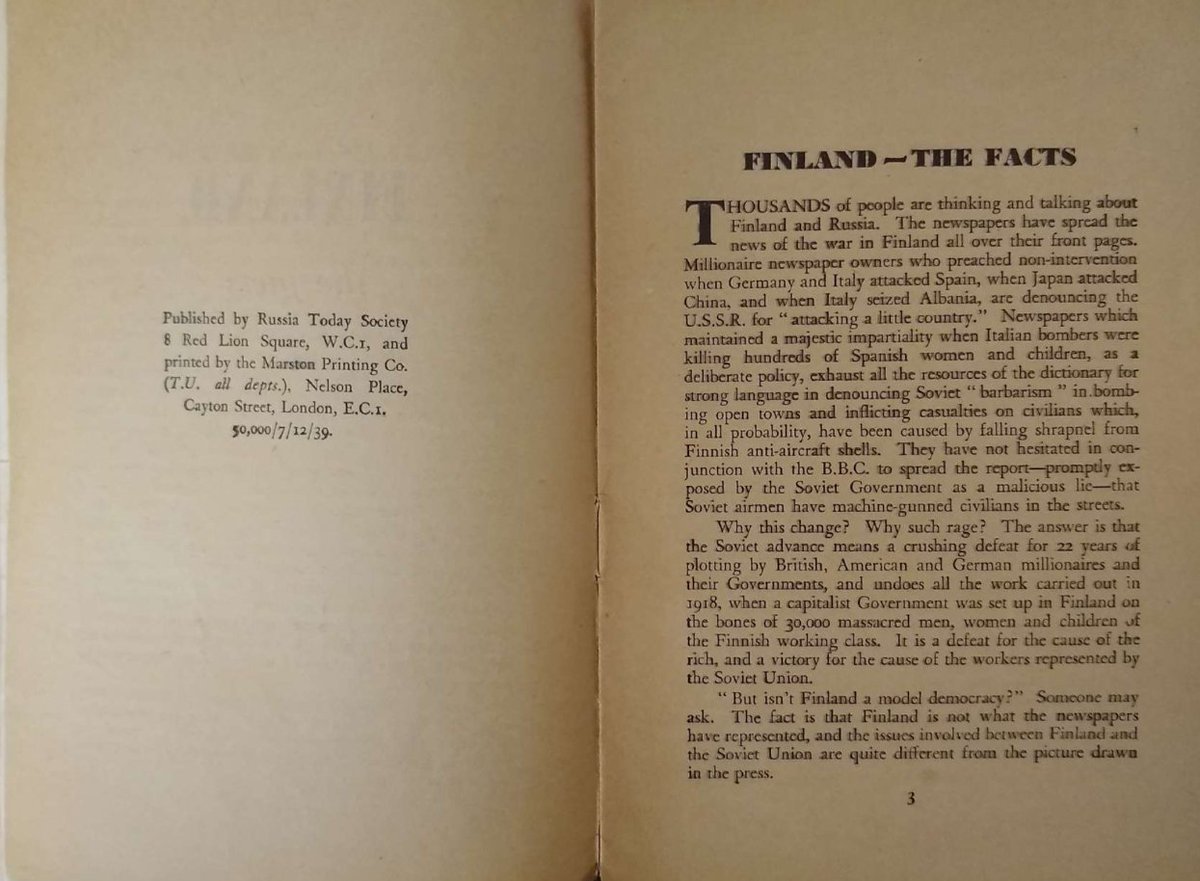 Published by Russia Today Society
8 Red Lion Square, W.C.1, and
printed by the Marston Printing Co.
(T.U. all depts.), Nelson Place,
Cayton Street, London, E.C.1.
50,000/7/12/39.
FINLAND—THE FACTS
THOUSANDS of people are thinking and talking about
Finland and Russia. The newspapers have spread the
news of the war in Finland all over their front pages.
Millionaire newspaper owners who preached non-intervention
when Germany and Italy attacked Spain, when Japan attacked
China, and when Italy seized Albania, are denouncing the
U.S.S.R. for “attacking a little country.” Newspapers which
maintained a majestic impartiality when Italian bombers were
killing hundreds of Spanish women and children, as a
deliberate policy, exhaust all the resources of the dictionary for
strong language in denouncing Soviet “barbarism” in bomb-
ing open towns and inflicting casualties on civilians which,
in all probability, have been caused by falling shrapnel from
Finnish anti-aircraft shells. They have not hesitated in con-
junction with the B.B.C. to spread the report—promptly ex-
posed by the Soviet Government as a malicious lie—that
Soviet airmen have machine-gunned civilians in the streets.
Why this change? Why such rage? The answer is that
the Soviet advance means a crushing defeat for 22 years of
plotting by British, American and German millionaires and
their Governments, and undoes all the work carried out in
1918, when a capitalist Government was set up in Finland on
the bones of 30,000 massacred men, women and children of
the Finnish working class. It is a defeat for the cause of the
rich, and a victory for the cause of the workers represented by
the Soviet Union.
“But isn't Finland a model democracy?” Someone may
ask. The fact is that Finland is not what the newspapers
have represented, and the issues involved between Finland and
the Soviet Union are quite different from the picture drawn
in the press.
3